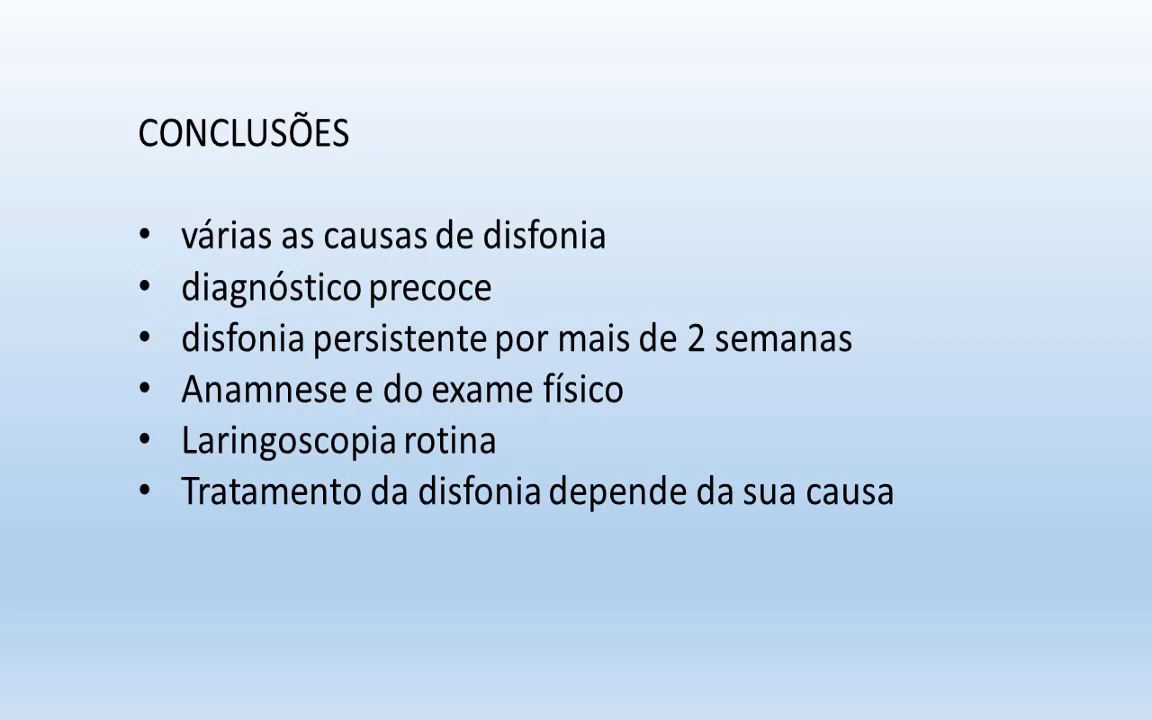 CONCLUSÕES
• várias as causas de disfonia
• diagnóstico precoce
• disfonia persistente por mais de 2 semanas
• Anamnese e do exame físico
• Laringoscopia rotina
• Tratamento da disfonia depende da sua causa